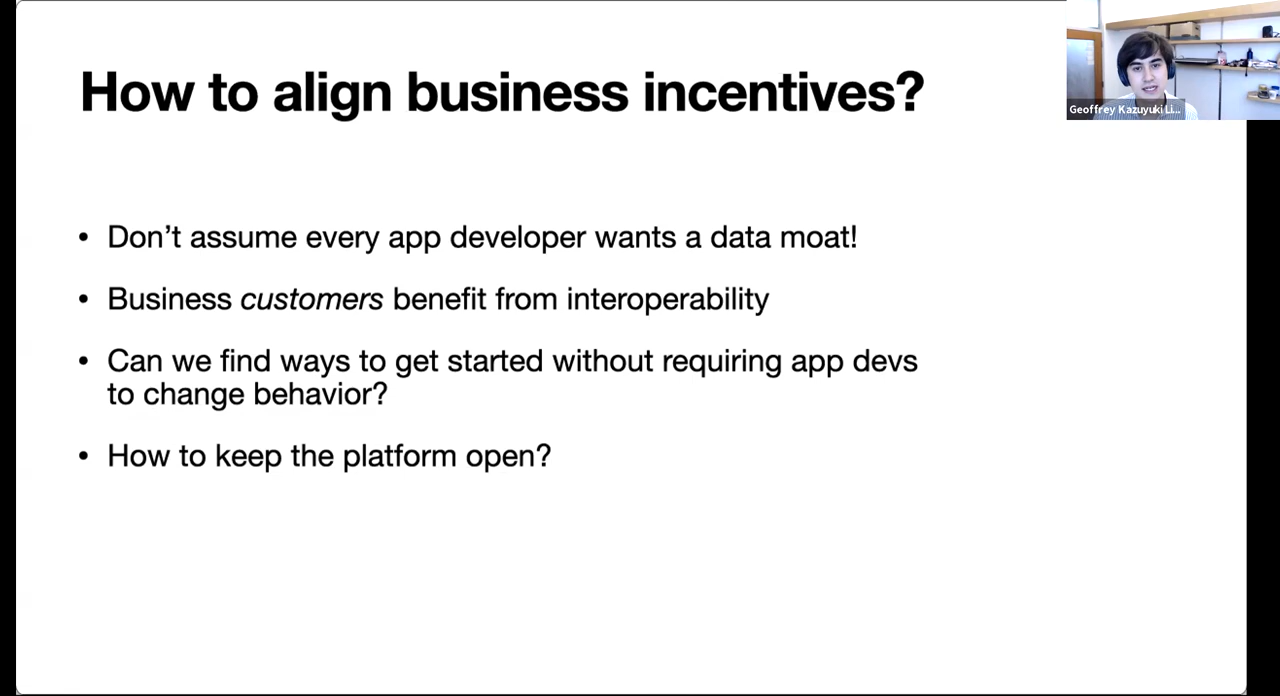 How to align business incentives?
Geoffrey Kazuyuki Li...
• Don’t assume every app developer wants a data moat!
• Business customers benefit from interoperability
• Can we find ways to get started without requiring app devs
to change behavior?
• How to keep the platform open?